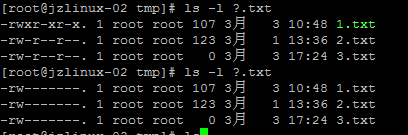 [root@jzlinux-02 tmp]# ls -l ?.txt
-rwxr-xr-x. 1 root root 107 3月   3 10:48 1.txt
-rw-r--r--. 1 root root 123 3月   1 13:36 2.txt
-rw-r--r--. 1 root root   0 3月   3 17:24 3.txt
[root@jzlinux-02 tmp]# ls -l ?.txt
-rw-------. 1 root root 107 3月   3 10:48 1.txt
-rw-------. 1 root root 123 3月   1 13:36 2.txt
-rw-------. 1 root root   0 3月   3 17:24 3.txt
[root@jzlinux-02 tmp]# ls